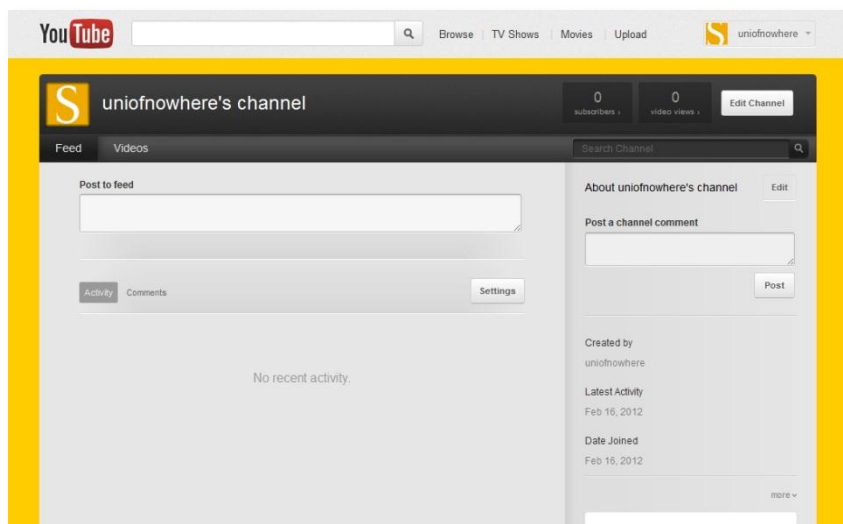 YouTube
Browse TV Shows Movies Upload
S uniofnowhere
S uniofnowhere's channel
0 subscribers ›
0 video views ›
Edit Channel
Feed Videos
Search Channel
Post to feed
Activity Comments
Settings
No recent activity.
About uniofnowhere's channel
Edit
Post a channel comment
Post
Created by
uniofnowhere
Latest Activity
Feb 16, 2012
Date Joined
Feb 16, 2012
more